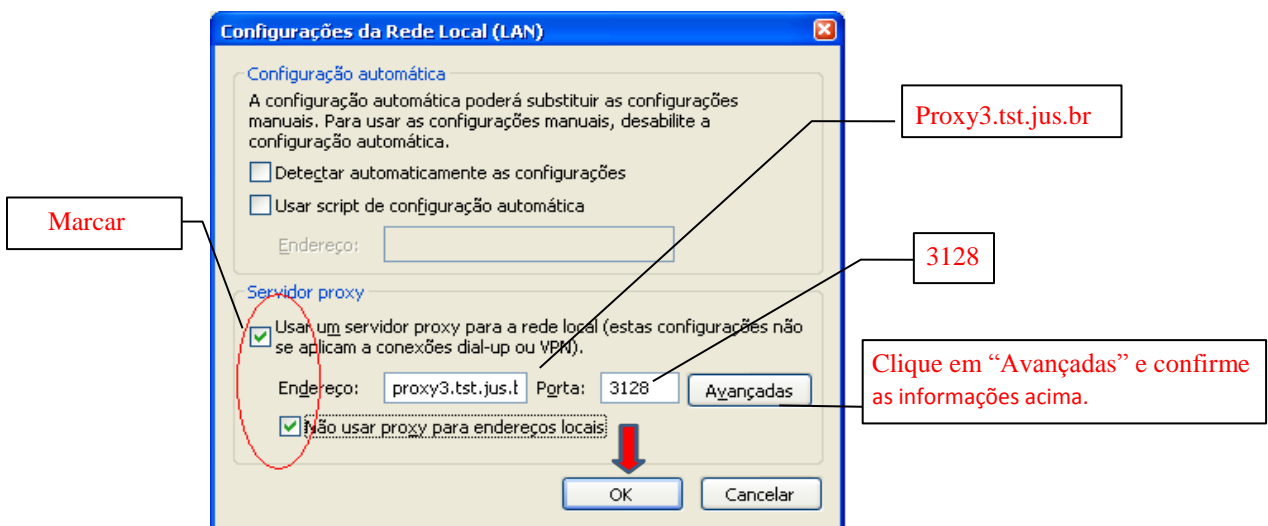 Configurações da Rede Local (LAN)
Configuração automática
A configuração automática poderá substituir as configurações
manuais. Para usar as configurações manuais, desabilite a
configuração automática.
Detectar automaticamente as configurações
Usar script de configuração automática
Endereço:
Servidor proxy
Usar um servidor proxy para a rede local (estas configurações não
se aplicam a conexões dial-up ou VPN).
Endereço: proxy3.tst.jus.b Porta: 3128 Avançadas
Não usar proxy para endereços locais
OK Cancelar
Marcar
Proxy3.tst.jus.br
3128
Clique em “Avançadas” e confirme
as informações acima.